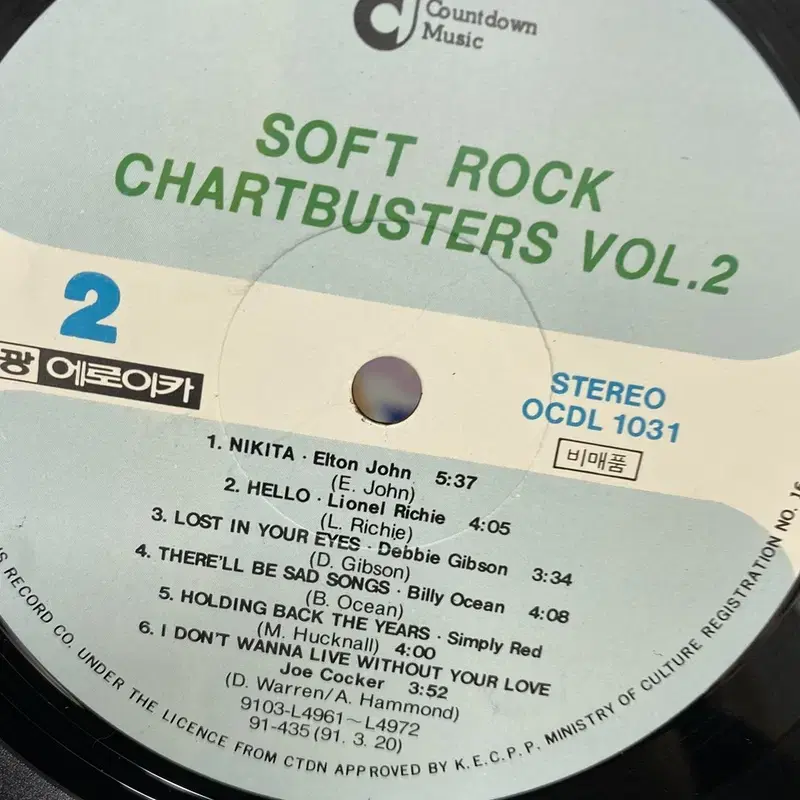 Countdown
Music
SOFT ROCK
CHARTBUSTERS VOL.2
2
광 에로이카
STEREO
OCDL 1031
비매품
1. NIKITA · Elton John 5:37
(E. John)
2. HELLO · Lionel Richie 4:05
(L. Richie)
3. LOST IN YOUR EYES · Debbie Gibson 3:34
(D. Gibson)
4. THERE'LL BE SAD SONGS · Billy Ocean 4:08
(B. Ocean)
5. HOLDING BACK THE YEARS · Simply Red
(M. Hucknall) 4:00
6. I DON'T WANNA LIVE WITHOUT YOUR LOVE
Joe Cocker 3:52
(D. Warren/A. Hammond)
9103-L4961~L4972
91-435 (91. 3. 20)
RECORD CO. UNDER THE LICENCE FROM CTDN APPROVED BY K.E.C.P.P. MINISTRY OF CULTURE REGISTRATION NO. 16